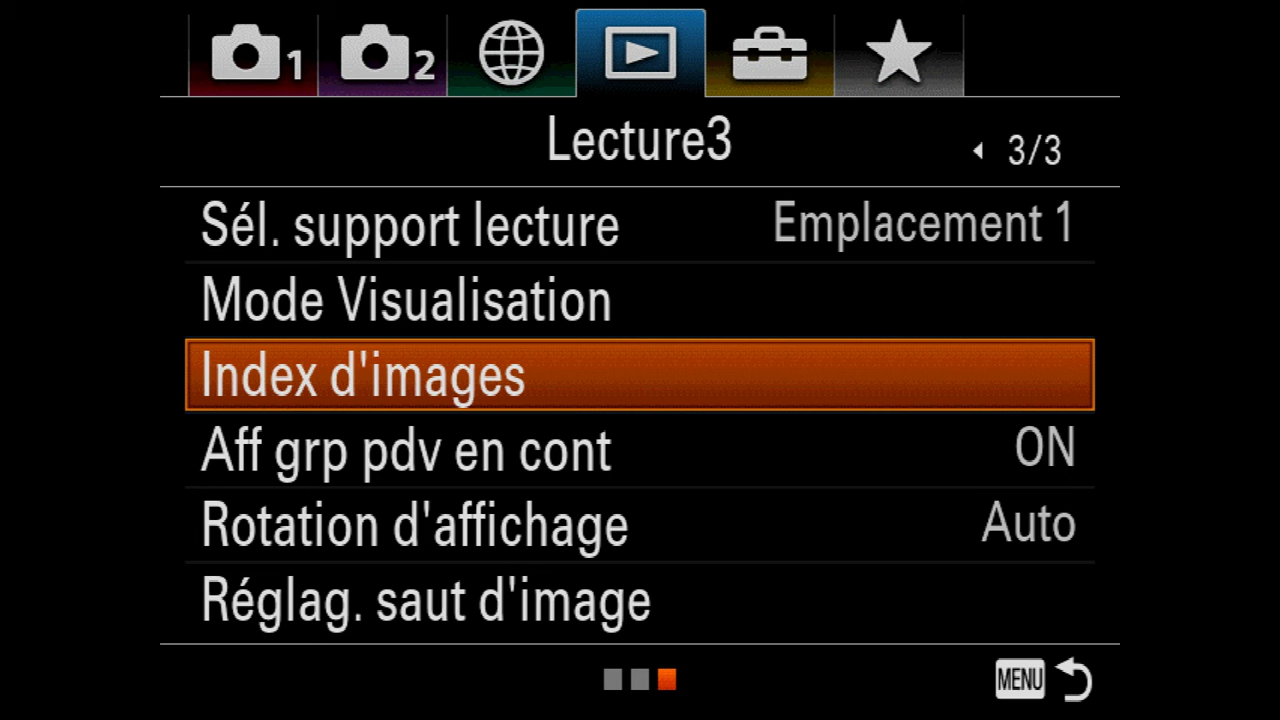 1 2
Lecture3
3/3
Sél. support lecture Emplacement 1
Mode Visualisation
Index d'images
Aff grp pdv en cont ON
Rotation d'affichage Auto
Réglag. saut d'image
MENU